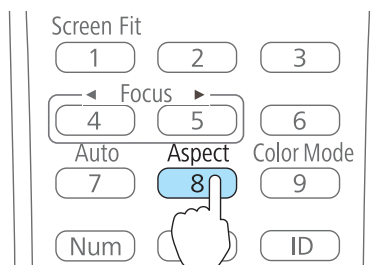 Screen Fit
1 2 3
◄ Focus ►
4 5 6
Auto Aspect Color Mode
7 8 9
Num ID